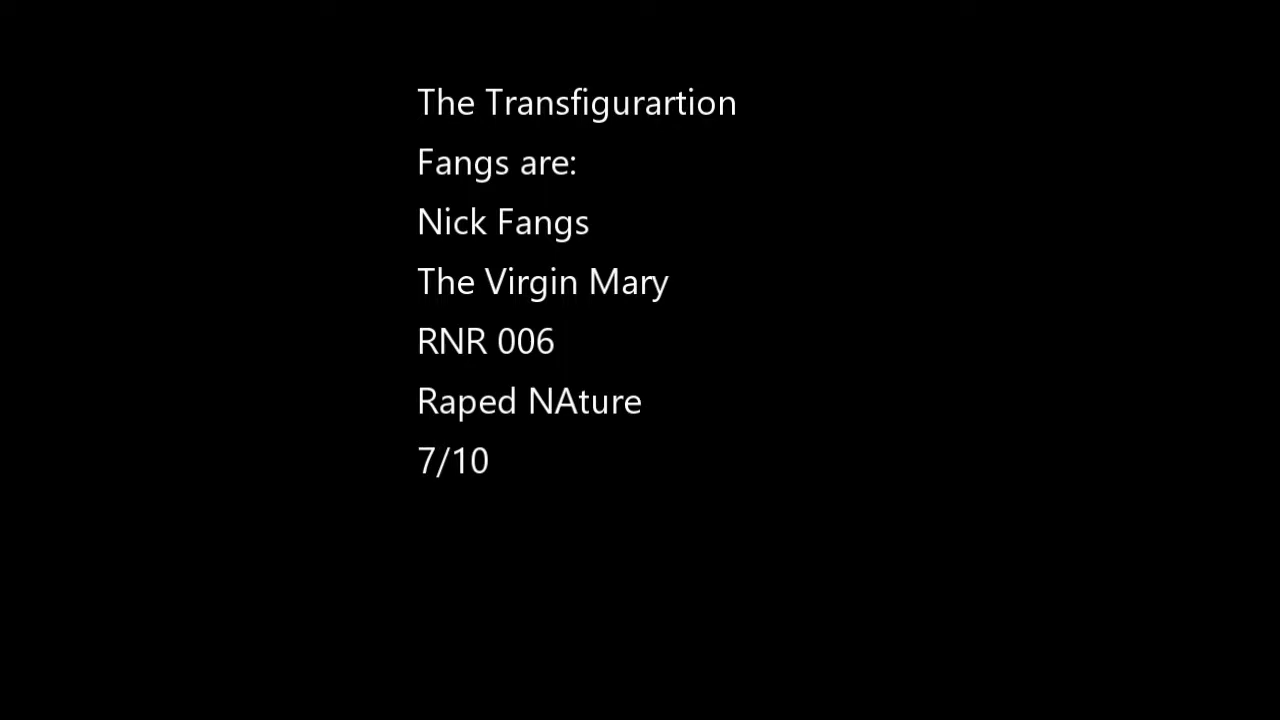 The Transfigurartion
Fangs are:
Nick Fangs
The Virgin Mary
RNR 006
Raped NAture
7/10